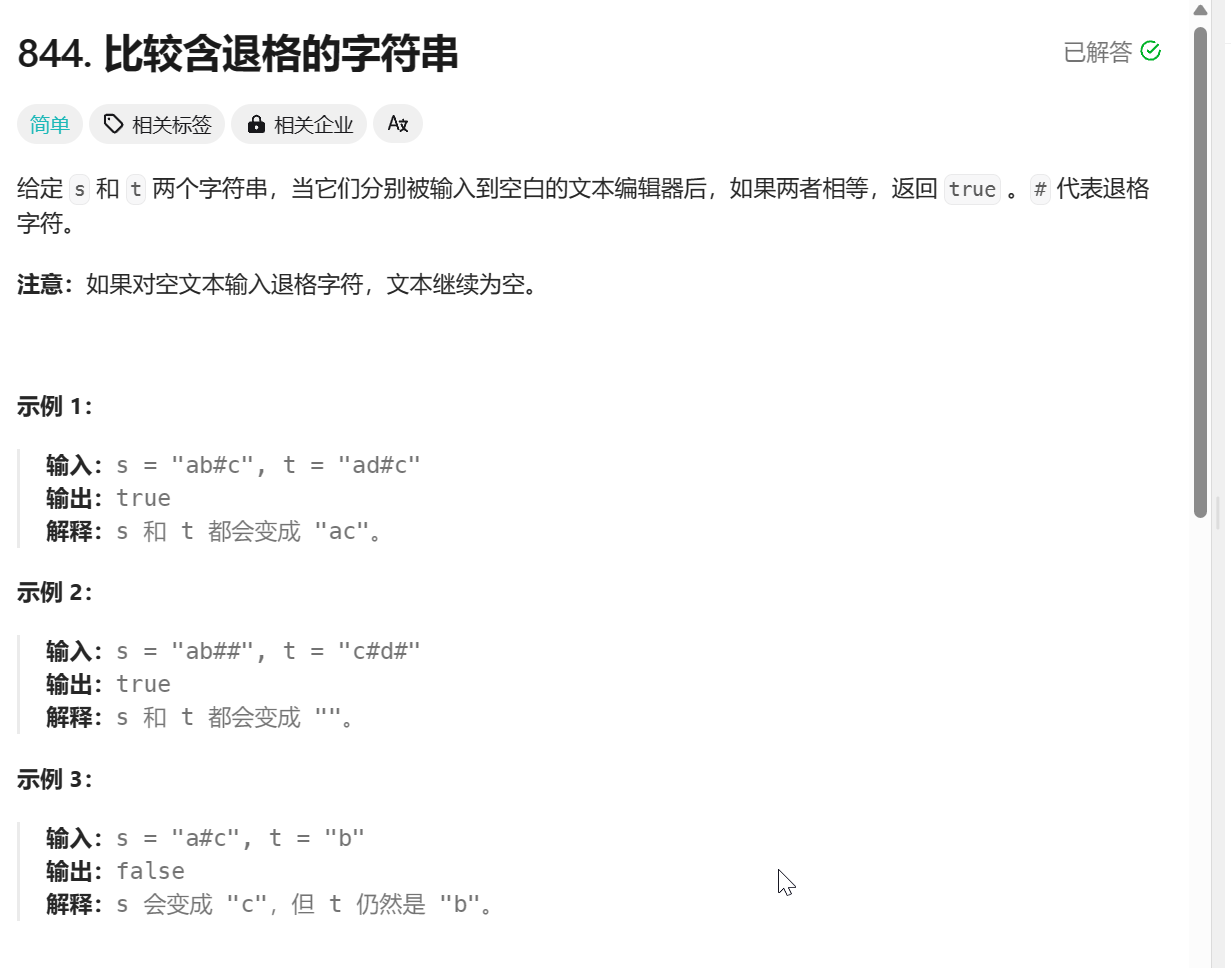 844. 比较含退格的字符串
已解答
简单 相关标签 相关企业 A文
给定 s 和 t 两个字符串，当它们分别被输入到空白的文本编辑器后，如果两者相等，返回 true 。# 代表退格
字符。
注意：如果对空文本输入退格字符，文本继续为空。
示例 1：
输入：s = "ab#c", t = "ad#c"
输出：true
解释：s 和 t 都会变成 "ac"。
示例 2：
输入：s = "ab##", t = "c#d#"
输出：true
解释：s 和 t 都会变成 ""。
示例 3：
输入：s = "a#c", t = "b"
输出：false
解释：s 会变成 "c"，但 t 仍然是 "b"。